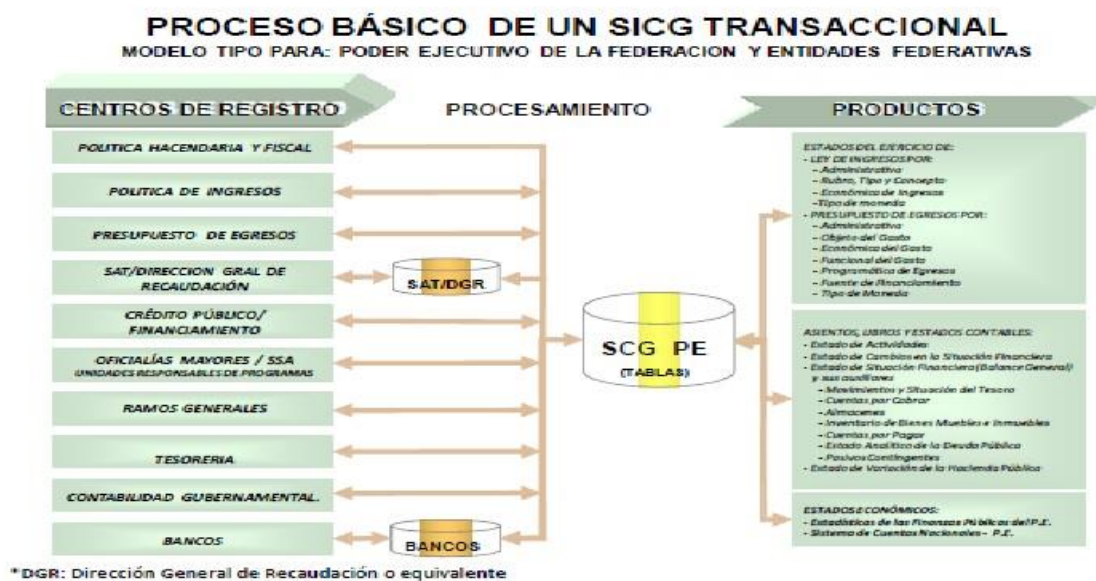 PROCESO BÁSICO DE UN SICG TRANSACCIONAL
MODELO TIPO PARA: PODER EJECUTIVO DE LA FEDERACION Y ENTIDADES FEDERATIVAS
CENTROS DE REGISTRO
PROCESAMIENTO
PRODUCTOS
POLITICA HACENDARIA Y FISCAL
POLITICA DE INGRESOS
PRESUPUESTO DE EGRESOS
SAT/DIRECCION GRAL DE
RECAUDACIÓN
CRÉDITO PÚBLICO/
FINANCIAMIENTO
OFICIALÍAS MAYORES / SSA
UNIDADES RESPONSABLES DE PROGRAMAS
RAMOS GENERALES
TESORERIA
CONTABILIDAD GUBERNAMENTAL.
BANCOS
SAT/DGR
BANCOS
SCG PE
(TABLAS)
ESTADOS DEL EJERCICIO DE:
- LEY DE INGRESOS POR:
– Administrativa
– Rubro, Tipo y Concepto
– Económica de Ingresos
–Tipo de moneda
- PRESUPUESTO DE EGRESOS POR:
– Administrativa
– Objeto del Gasto
– Económica del Gasto
– Funcional del Gasto
– Programática de Egresos
– Fuente de Financiamiento
– Tipo de Moneda
ASIENTOS, LIBROS Y ESTADOS CONTABLES:
- Estado de Actividades
- Estado de Cambios en la Situación Financiera
- Estado de Situación Financiera (Balance General)
y sus auxiliares
– Movimientos y Situación del Tesoro
– Cuentas por Cobrar
– Almacenes
– Inventario de Bienes Muebles e Inmuebles
– Cuentas por Pagar
– Estado Analítico de la Deuda Pública
– Pasivos Contingentes
- Estado de Variación de la Hacienda Pública
ESTADOS ECONÓMICOS:
- Estadísticas de las Finanzas Públicas del P.E.
- Sistema de Cuentas Nacionales – P.E.
*DGR: Dirección General de Recaudación o equivalente